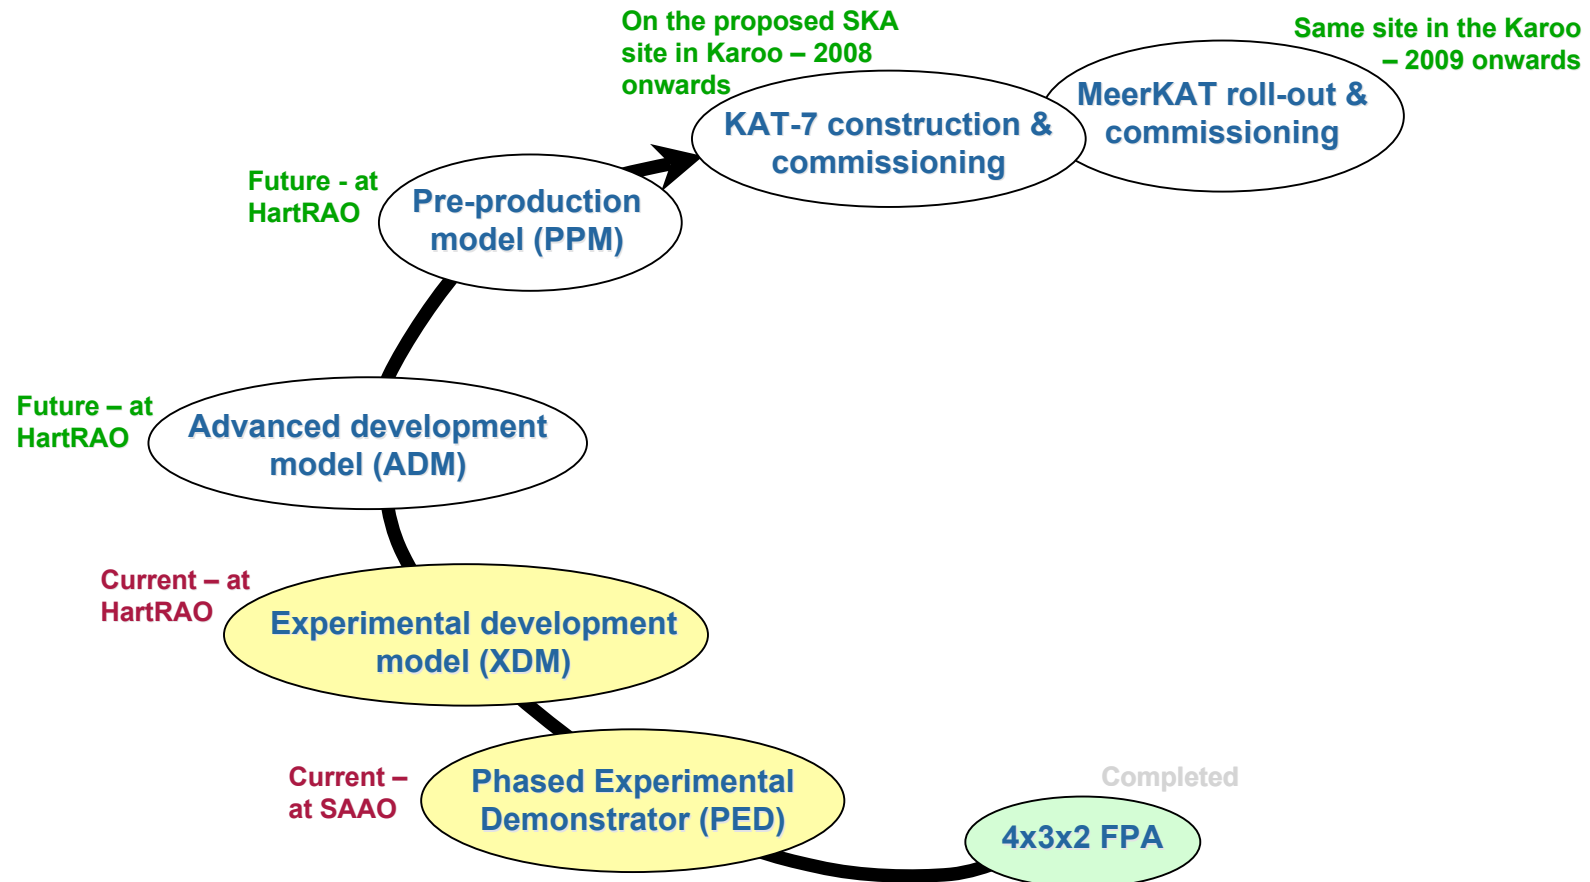 On the proposed SKA
site in Karoo – 2008
onwards
Same site in the Karoo
– 2009 onwards
KAT-7 construction &
commissioning
MeerKAT roll-out &
commissioning
Future - at
HartRAO
Pre-production
model (PPM)
Future – at
HartRAO
Advanced development
model (ADM)
Current – at
HartRAO
Experimental development
model (XDM)
Current –
at SAAO
Phased Experimental
Demonstrator (PED)
Completed
4x3x2 FPA